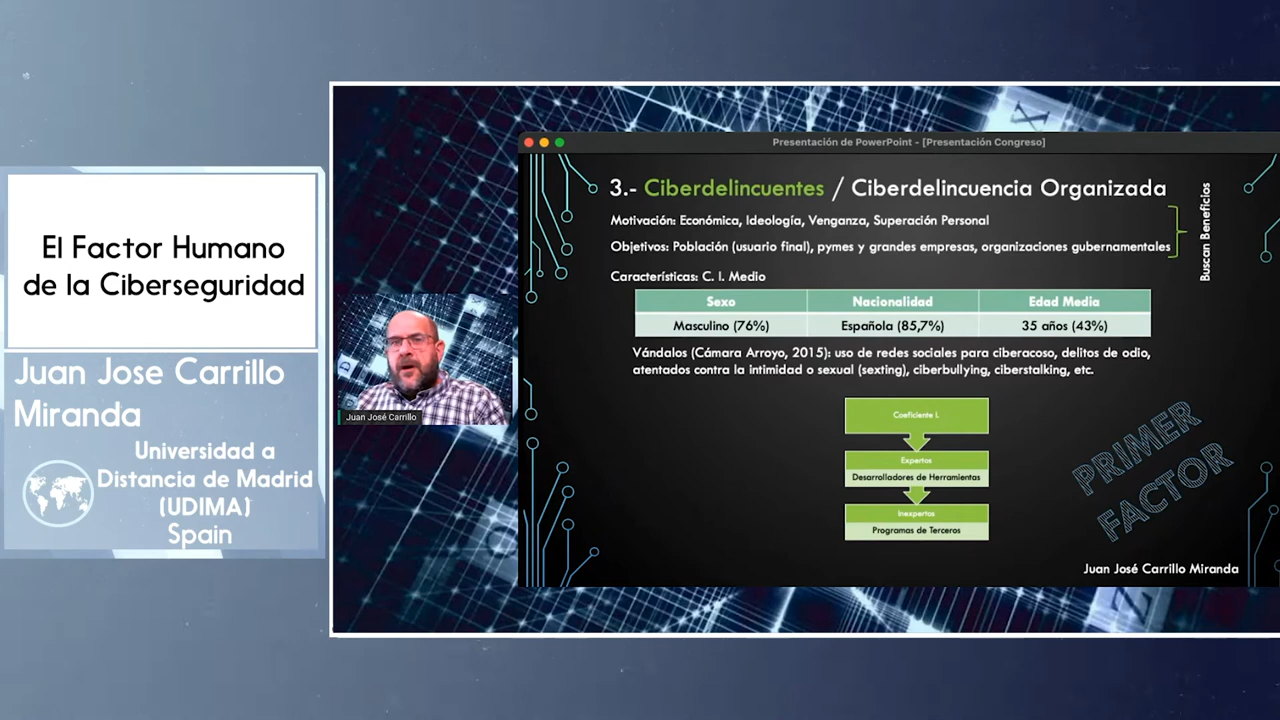 El Factor Humano
de la Ciberseguridad
Juan Jose Carrillo
Miranda
Universidad a
Distancia de Madrid
(UDIMA)
Spain
Juan José Carrillo
Presentación de PowerPoint - [Presentación Congreso]
3.- Ciberdelincuentes / Ciberdelincuencia Organizada
Motivación: Económica, Ideología, Venganza, Superación Personal
Objetivos: Población (usuario final), pymes y grandes empresas, organizaciones gubernamentales
Buscan Beneficios
Características: C. I. Medio
Sexo Nacionalidad Edad Media
Masculino (76%) Española (85,7%) 35 años (43%)
Vándalos (Cámara Arroyo, 2015): uso de redes sociales para ciberacoso, delitos de odio,
atentados contra la intimidad o sexual (sexting), ciberbullying, ciberstalking, etc.
Coeficiente I.
Expertos
Desarrolladores de Herramientas
Inexpertos
Programas de Terceros
PRIMER
FACTOR
Juan José Carrillo Miranda